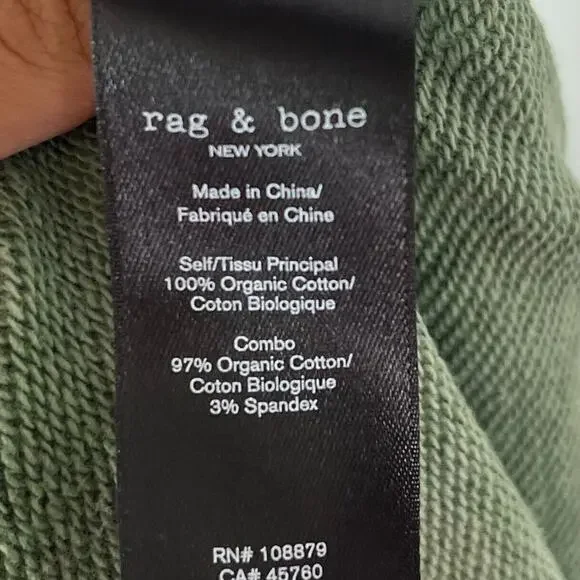 rag & bone
NEW YORK
Made in China/
Fabriqué en Chine
Self/Tissu Principal
100% Organic Cotton/
Coton Biologique
Combo
97% Organic Cotton/
Coton Biologique
3% Spandex
RN# 108879
CA# 45760